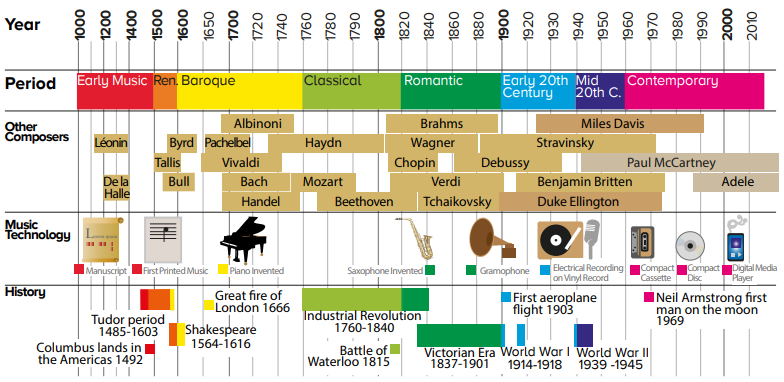 Year
1000 1200 1400 1500 1600 1650 1700 1720 1740 1760 1780 1800 1820 1840 1860 1880 1900 1920 1940 1950 1960 1970 1980 1990 2000 2010
Period
Early Music Ren. Baroque Classical Romantic Early 20th Century Mid 20th C. Contemporary
Other
Composers
Albinoni Brahms Miles Davis
Léonin Byrd Pachelbel Haydn Wagner Stravinsky
Tallis Vivaldi Chopin Debussy Paul McCartney
De la
Halle
Bull Bach Mozart Verdi Benjamin Britten Adele
Handel Beethoven Tchaikovsky Duke Ellington
Music
Technology
Manuscript
First Printed Music
Piano Invented
Saxophone Invented
Gramophone
Electrical Recording
on Vinyl Record
Compact
Cassette
Compact
Disc
Digital Media
Player
History
Tudor period
1485-1603
Columbus lands in
the Americas 1492
Shakespeare
1564-1616
Great fire of
London 1666
Industrial Revolution
1760-1840
Battle of
Waterloo 1815
Victorian Era
1837-1901
First aeroplane
flight 1903
World War I
1914-1918
World War II
1939 -1945
Neil Armstrong first
man on the moon
1969